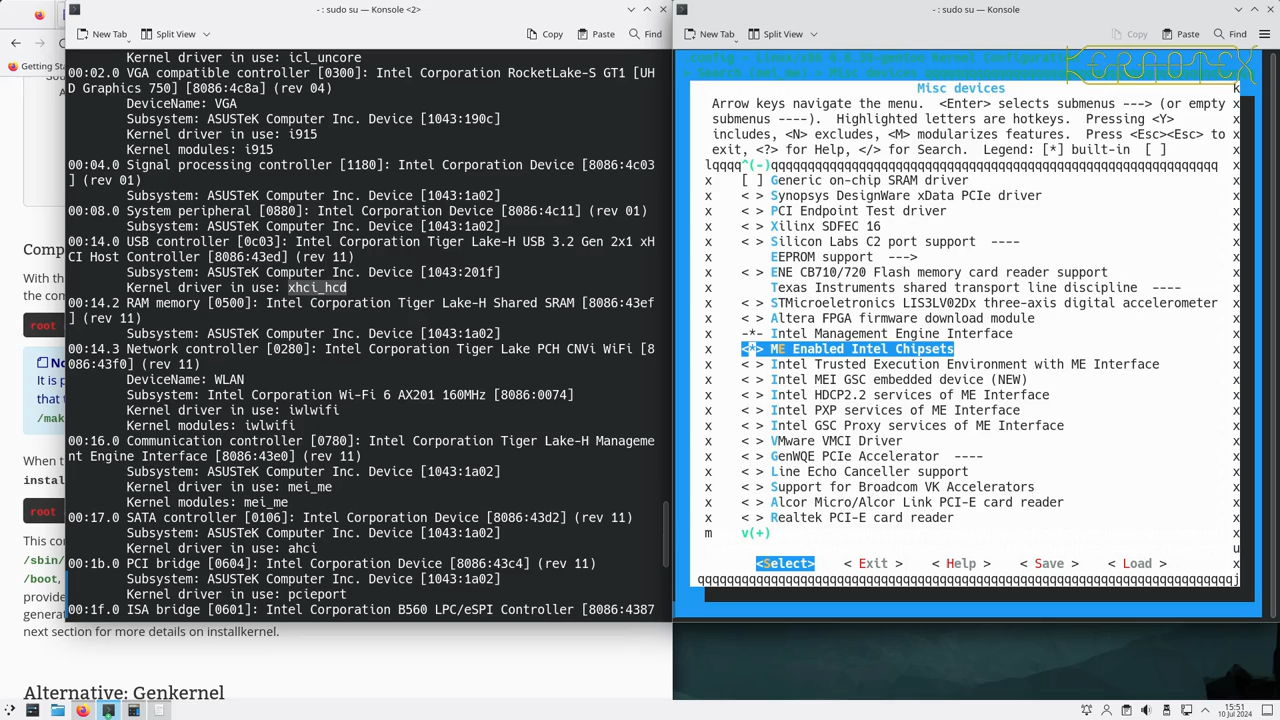 - : sudo su — Konsole <2>
New Tab
Split View
Copy
Paste
Find
Getting St
Comp
With th
the con
root
No
It is p
that t
/mak
When t
instal
root
This co
/sbin/
/boot,
provide
genera
next section for more details on installkernel.
Alternative: Genkernel
Kernel driver in use: icl_uncore
00:02.0 VGA compatible controller [0300]: Intel Corporation RocketLake-S GT1 [UH
D Graphics 750] [8086:4c8a] (rev 04)
DeviceName: VGA
Subsystem: ASUSTeK Computer Inc. Device [1043:190c]
Kernel driver in use: i915
Kernel modules: i915
00:04.0 Signal processing controller [1180]: Intel Corporation Device [8086:4c03
] (rev 01)
Subsystem: ASUSTeK Computer Inc. Device [1043:1a02]
00:08.0 System peripheral [0880]: Intel Corporation Device [8086:4c11] (rev 01)
Subsystem: ASUSTeK Computer Inc. Device [1043:1a02]
00:14.0 USB controller [0c03]: Intel Corporation Tiger Lake-H USB 3.2 Gen 2x1 xH
CI Host Controller [8086:43ed] (rev 11)
Subsystem: ASUSTeK Computer Inc. Device [1043:201f]
Kernel driver in use: xhci_hcd
00:14.2 RAM memory [0500]: Intel Corporation Tiger Lake-H Shared SRAM [8086:43ef
] (rev 11)
Subsystem: ASUSTeK Computer Inc. Device [1043:1a02]
00:14.3 Network controller [0280]: Intel Corporation Tiger Lake PCH CNVi WiFi [8
086:43f0] (rev 11)
DeviceName: WLAN
Subsystem: Intel Corporation Wi-Fi 6 AX201 160MHz [8086:0074]
Kernel driver in use: iwlwifi
Kernel modules: iwlwifi
00:16.0 Communication controller [0780]: Intel Corporation Tiger Lake-H Manageme
nt Engine Interface [8086:43e0] (rev 11)
Subsystem: ASUSTeK Computer Inc. Device [1043:1a02]
Kernel driver in use: mei_me
Kernel modules: mei_me
00:17.0 SATA controller [0106]: Intel Corporation Device [8086:43d2] (rev 11)
Subsystem: ASUSTeK Computer Inc. Device [1043:1a02]
Kernel driver in use: ahci
00:1b.0 PCI bridge [0604]: Intel Corporation Device [8086:43c4] (rev 11)
Subsystem: ASUSTeK Computer Inc. Device [1043:1a02]
Kernel driver in use: pcieport
00:1f.0 ISA bridge [0601]: Intel Corporation B560 LPC/eSPI Controller [8086:4387
- : sudo su — Konsole
New Tab
Split View
Copy
Paste
Find
KERNOTEX
Misc devices
Arrow keys navigate the menu. <Enter> selects submenus ---> (or empty
submenus ----). Highlighted letters are hotkeys. Pressing <Y>
includes, <N> excludes, <M> modularizes features. Press <Esc><Esc> to
exit, <?> for Help, </> for Search. Legend: [*] built-in [ ]
lqqqq^(-)qqqqqqqqqqqqqqqqqqqqqqqqqqqqqqqqqqqqqqqqqqqqqqqqqqqqqqqqqqqqqqq
x [ ] Generic on-chip SRAM driver x
x < > Synopsys DesignWare xData PCIe driver x
x < > PCI Endpoint Test driver x
x < > Xilinx SDFEC 16 x
x < > Silicon Labs C2 port support ---- x
x EEPROM support ---> x
x < > ENE CB710/720 Flash memory card reader support x
x Texas Instruments shared transport line discipline ---- x
x < > STMicroeletronics LIS3LV02Dx three-axis digital accelerometer x
x < > Altera FPGA firmware download module x
x -*- Intel Management Engine Interface x
x <*> ME Enabled Intel Chipsets x
x < > Intel Trusted Execution Environment with ME Interface x
x < > Intel MEI GSC embedded device (NEW) x
x < > Intel HDCP2.2 services of ME Interface x
x < > Intel PXP services of ME Interface x
x < > Intel GSC Proxy services of ME Interface x
x < > VMware VMCI Driver x
x < > GenWQE PCIe Accelerator ---- x
x < > Line Echo Canceller support x
x < > Support for Broadcom VK Accelerators x
x < > Alcor Micro/Alcor Link PCI-E card reader x
x < > Realtek PCI-E card reader x
m v(+) x
u
<Select> < Exit > < Help > < Save > < Load > x
15:51
10 Jul 2024